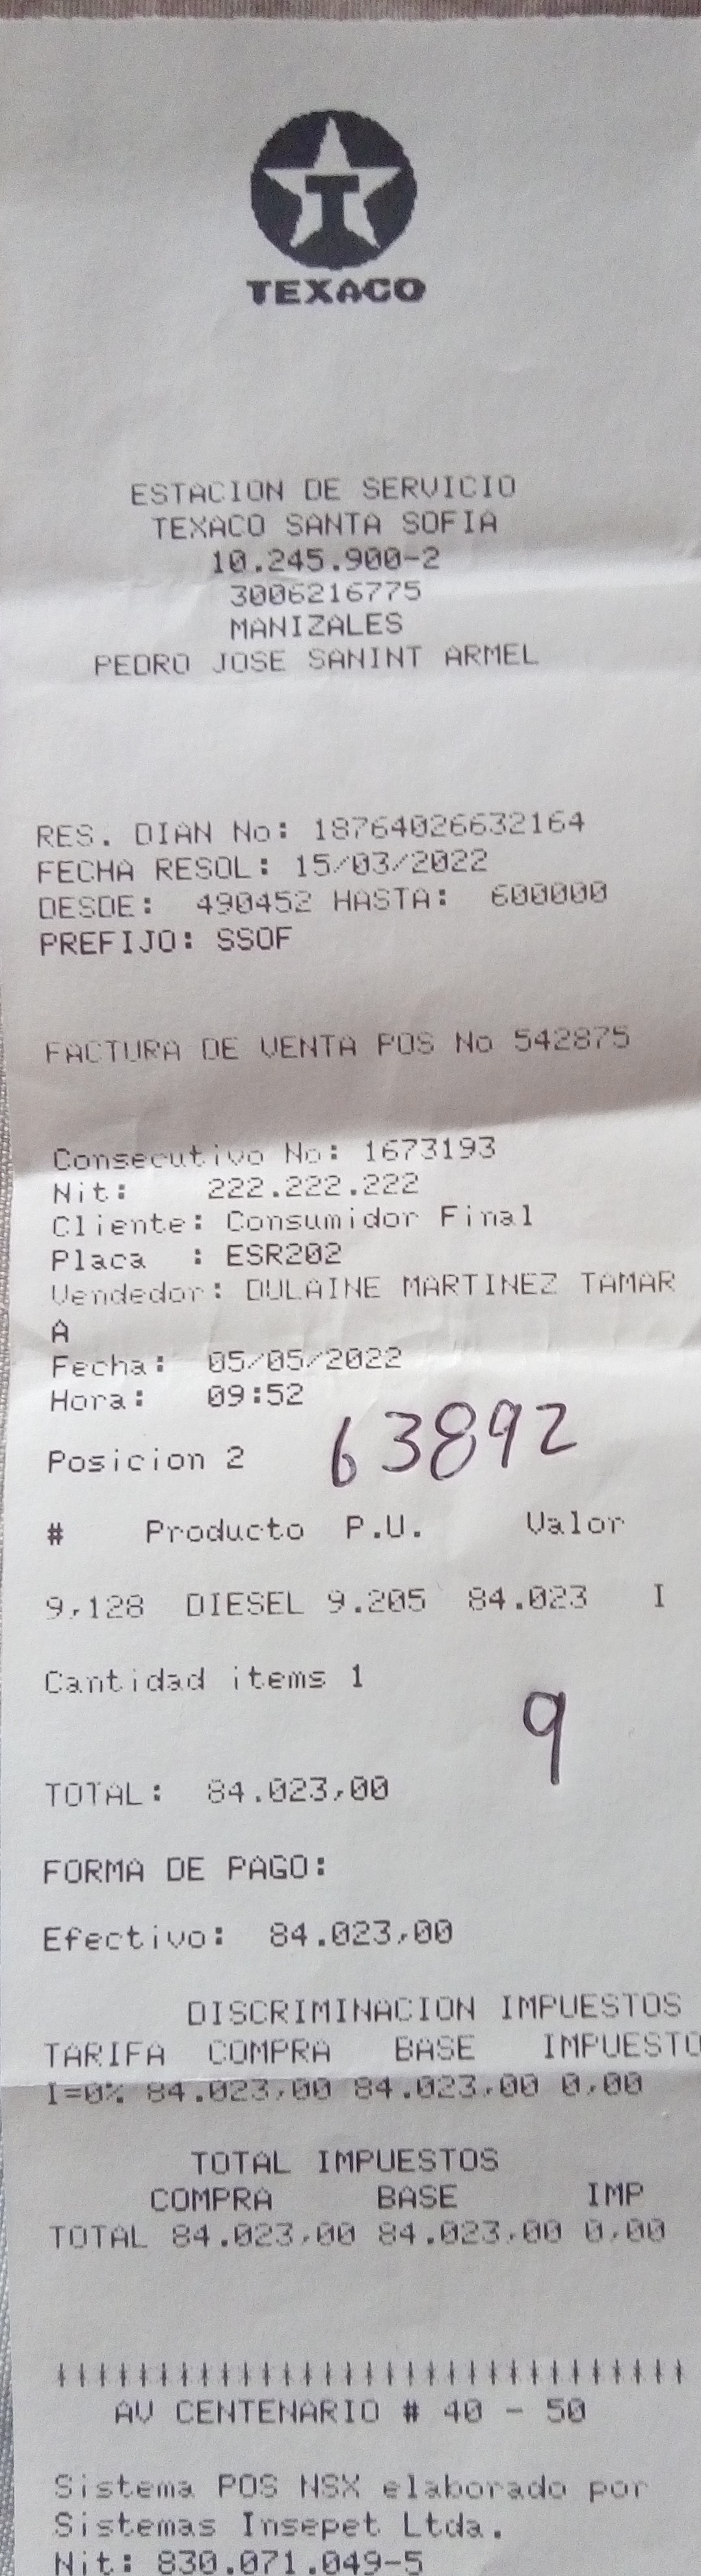 TEXACO
ESTACION DE SERVICIO
TEXACO SANTA SOFIA
10.245.900-2
3006216775
MANIZALES
PEDRO JOSE SANINT ARMEL
RES. DIAN No: 18764026632164
FECHA RESOL: 15/03/2022
DESDE: 490452 HASTA: 600000
PREFIJO: SSOF
FACTURA DE VENTA POS No 542875
Consecutivo No: 1673193
Nit: 222.222.222
Cliente: Consumidor Final
Placa : ESR202
Vendedor: DULAINE MARTINEZ TAMAR
A
Fecha: 05/05/2022
Hora: 09:52
Posicion 2 63892
# Producto P.U. Valor
9,128 DIESEL 9.205 84.023 I
Cantidad items 1
9
TOTAL: 84.023,00
FORMA DE PAGO:
Efectivo: 84.023,00
DISCRIMINACION IMPUESTOS
TARIFA COMPRA BASE IMPUESTO
I=0% 84.023,00 84.023,00 0,00
TOTAL IMPUESTOS
COMPRA BASE IMP
TOTAL 84.023,00 84.023,00 0,00
AV CENTENARIO # 40 - 50
Sistema POS NSX elaborado por
Sistemas Insepet Ltda.
Nit: 830.071.049-5